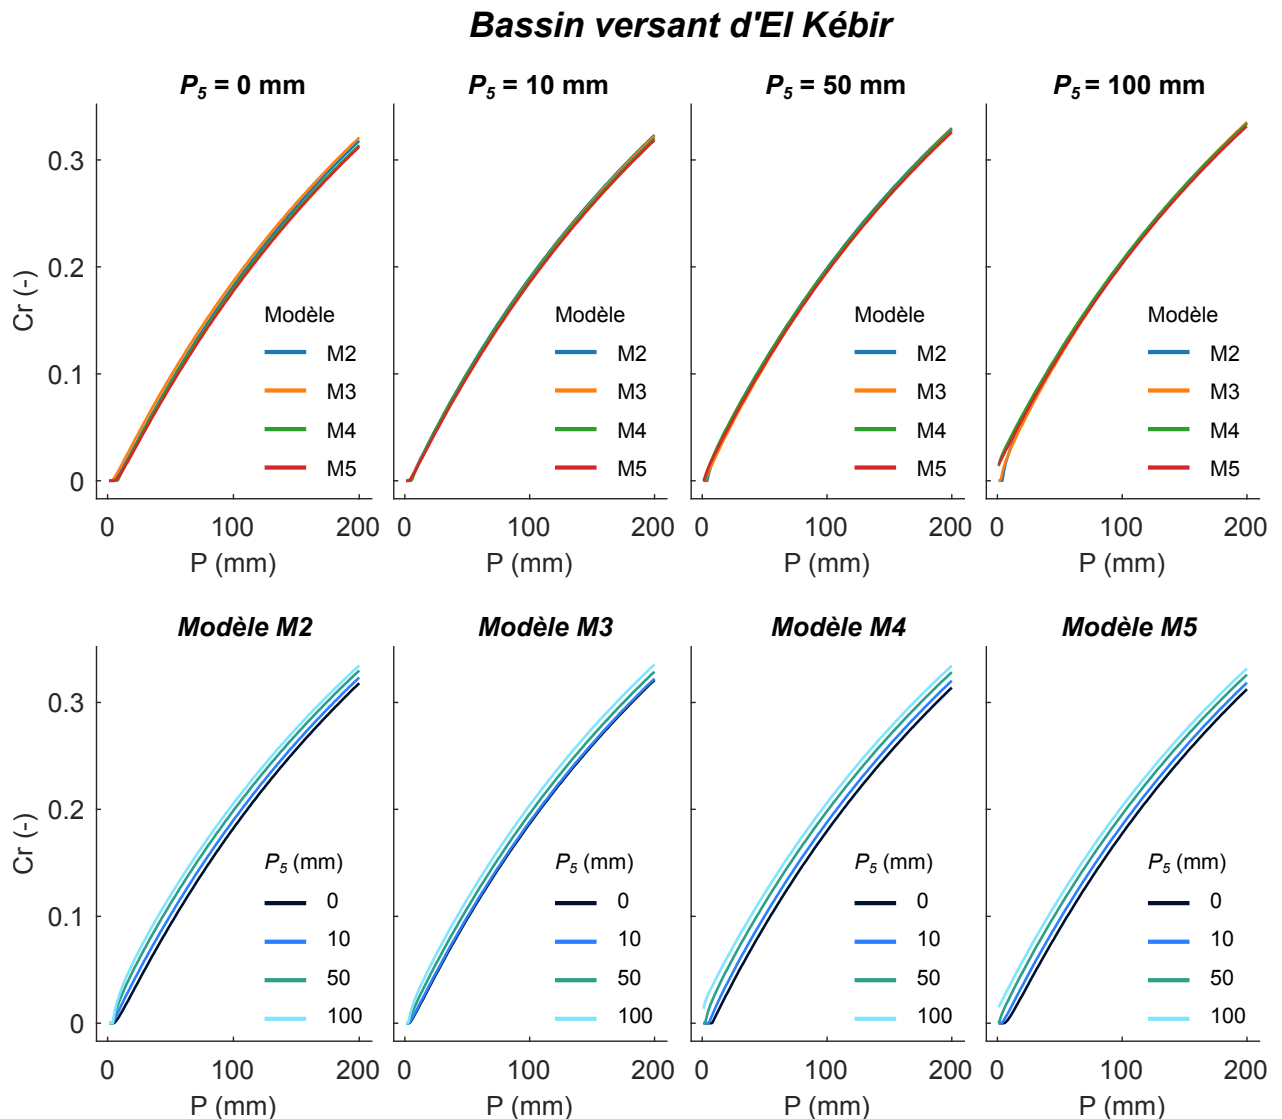 Bassin versant d'El Kébir
P5 = 0 mm
P5 = 10 mm
P5 = 50 mm
P5 = 100 mm
Cr (-)
0.3
0.2
0.1
0
Modèle
M2
M3
M4
M5
Modèle
M2
M3
M4
M5
Modèle
M2
M3
M4
M5
Modèle
M2
M3
M4
M5
0 100 200
0 100 200
0 100 200
0 100 200
P (mm)
P (mm)
P (mm)
P (mm)
Modèle M2
Modèle M3
Modèle M4
Modèle M5
Cr (-)
0.3
0.2
0.1
0
P5 (mm)
0
10
50
100
P5 (mm)
0
10
50
100
P5 (mm)
0
10
50
100
P5 (mm)
0
10
50
100
0 100 200
0 100 200
0 100 200
0 100 200
P (mm)
P (mm)
P (mm)
P (mm)